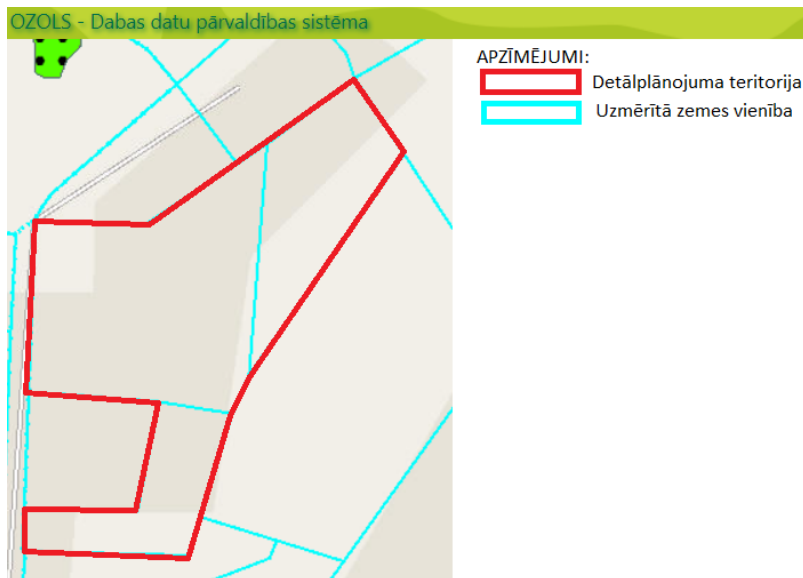 OZOLS - Dabas datu pārvaldības sistēma
APZĪMĒJUMI:
Detālplānojuma teritorija
Uzmērītā zemes vienība